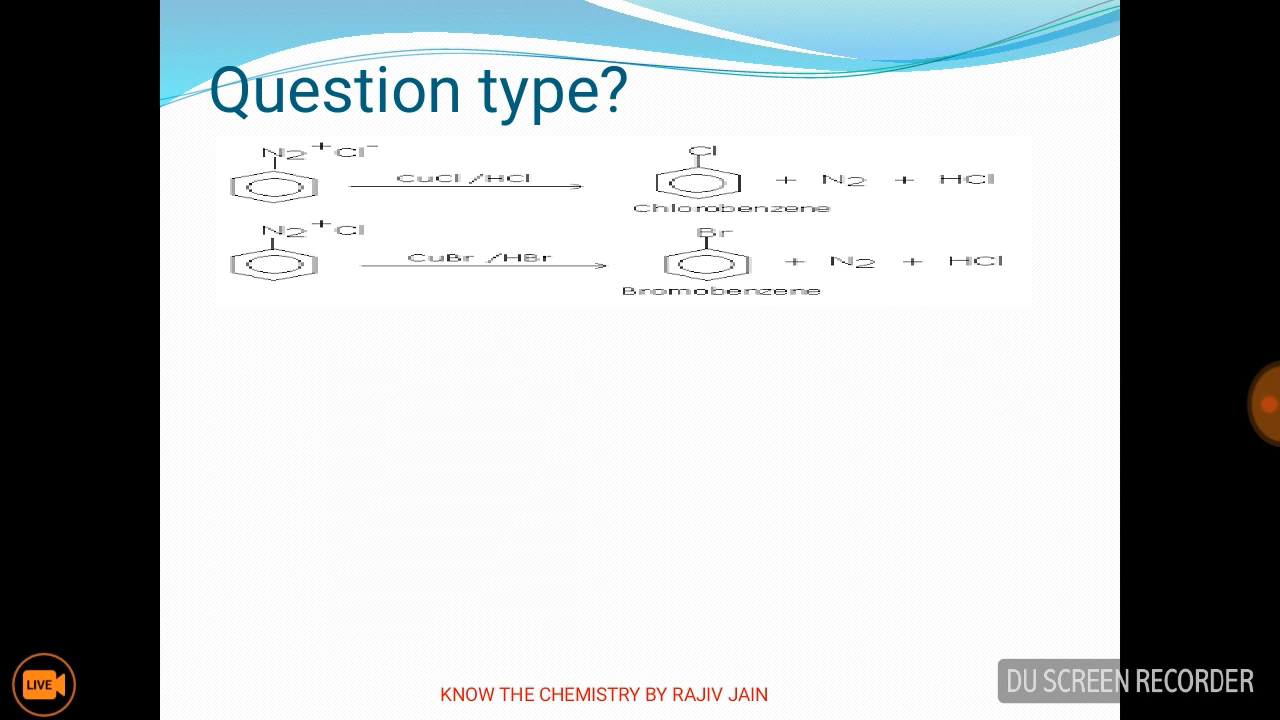 Question type?
N2 +Cl−
CuCl /HCl
Cl
+ N2 + HCl
Chlorobenzene
N2 +Cl
CuBr /HBr
Br
+ N2 + HCl
Bromobenzene
LIVE
KNOW THE CHEMISTRY BY RAJIV JAIN
DU SCREEN RECORDER